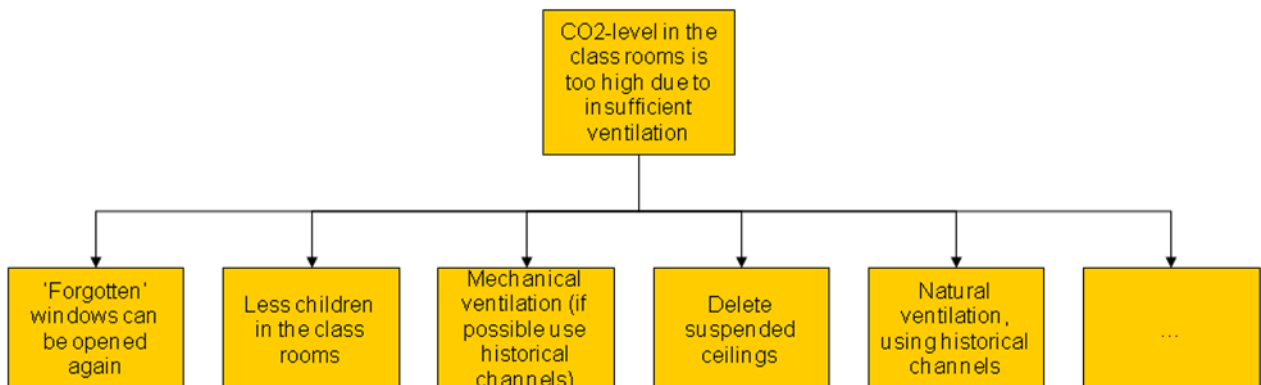 CO2-level in the
class rooms is
too high due to
insufficient
ventilation
'Forgotten'
windows can
be opened
again
Less children
in the class
rooms
Mechanical
ventilation (if
possible use
historical
channels)
Delete
suspended
ceilings
Natural
ventilation,
using historical
channels
...